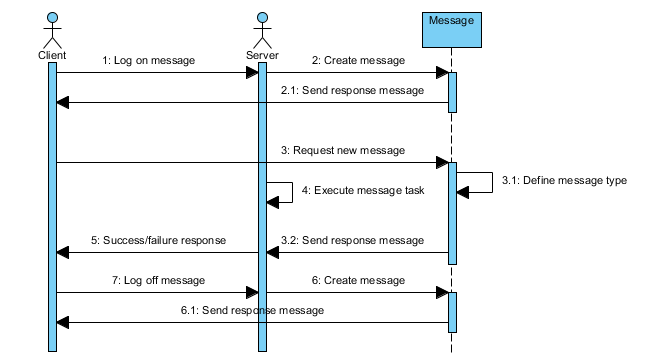 Message
Client
Server
1: Log on message
2: Create message
2.1: Send response message
3: Request new message
3.1: Define message type
4: Execute message task
5: Success/failure response
3.2: Send response message
7: Log off message
6: Create message
6.1: Send response message